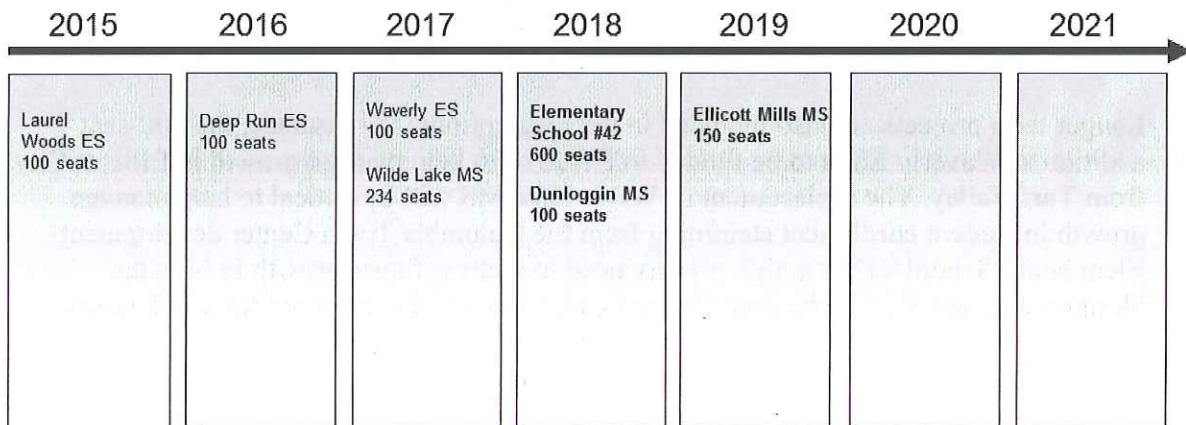 2015 2016 2017 2018 2019 2020 2021
Laurel
Woods ES
100 seats
Deep Run ES
100 seats
Waverly ES
100 seats
Wilde Lake MS
234 seats
Elementary
School #42
600 seats
Dunloggin MS
100 seats
Ellicott Mills MS
150 seats